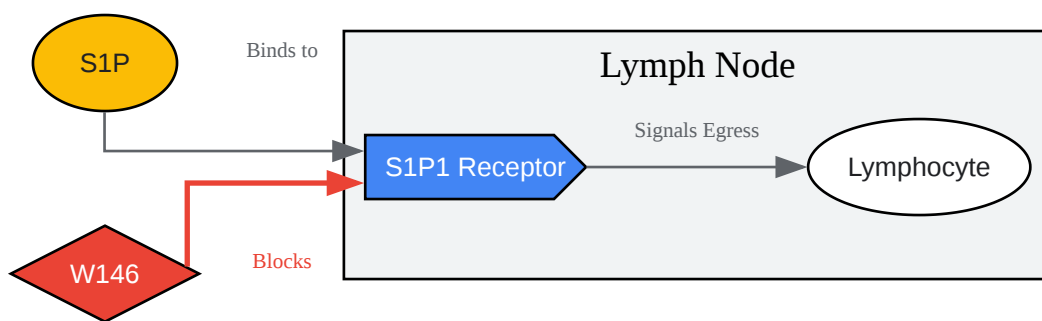 S1P
Binds to
Lymph Node
Signals Egress
S1P1 Receptor
Lymphocyte
W146
Blocks